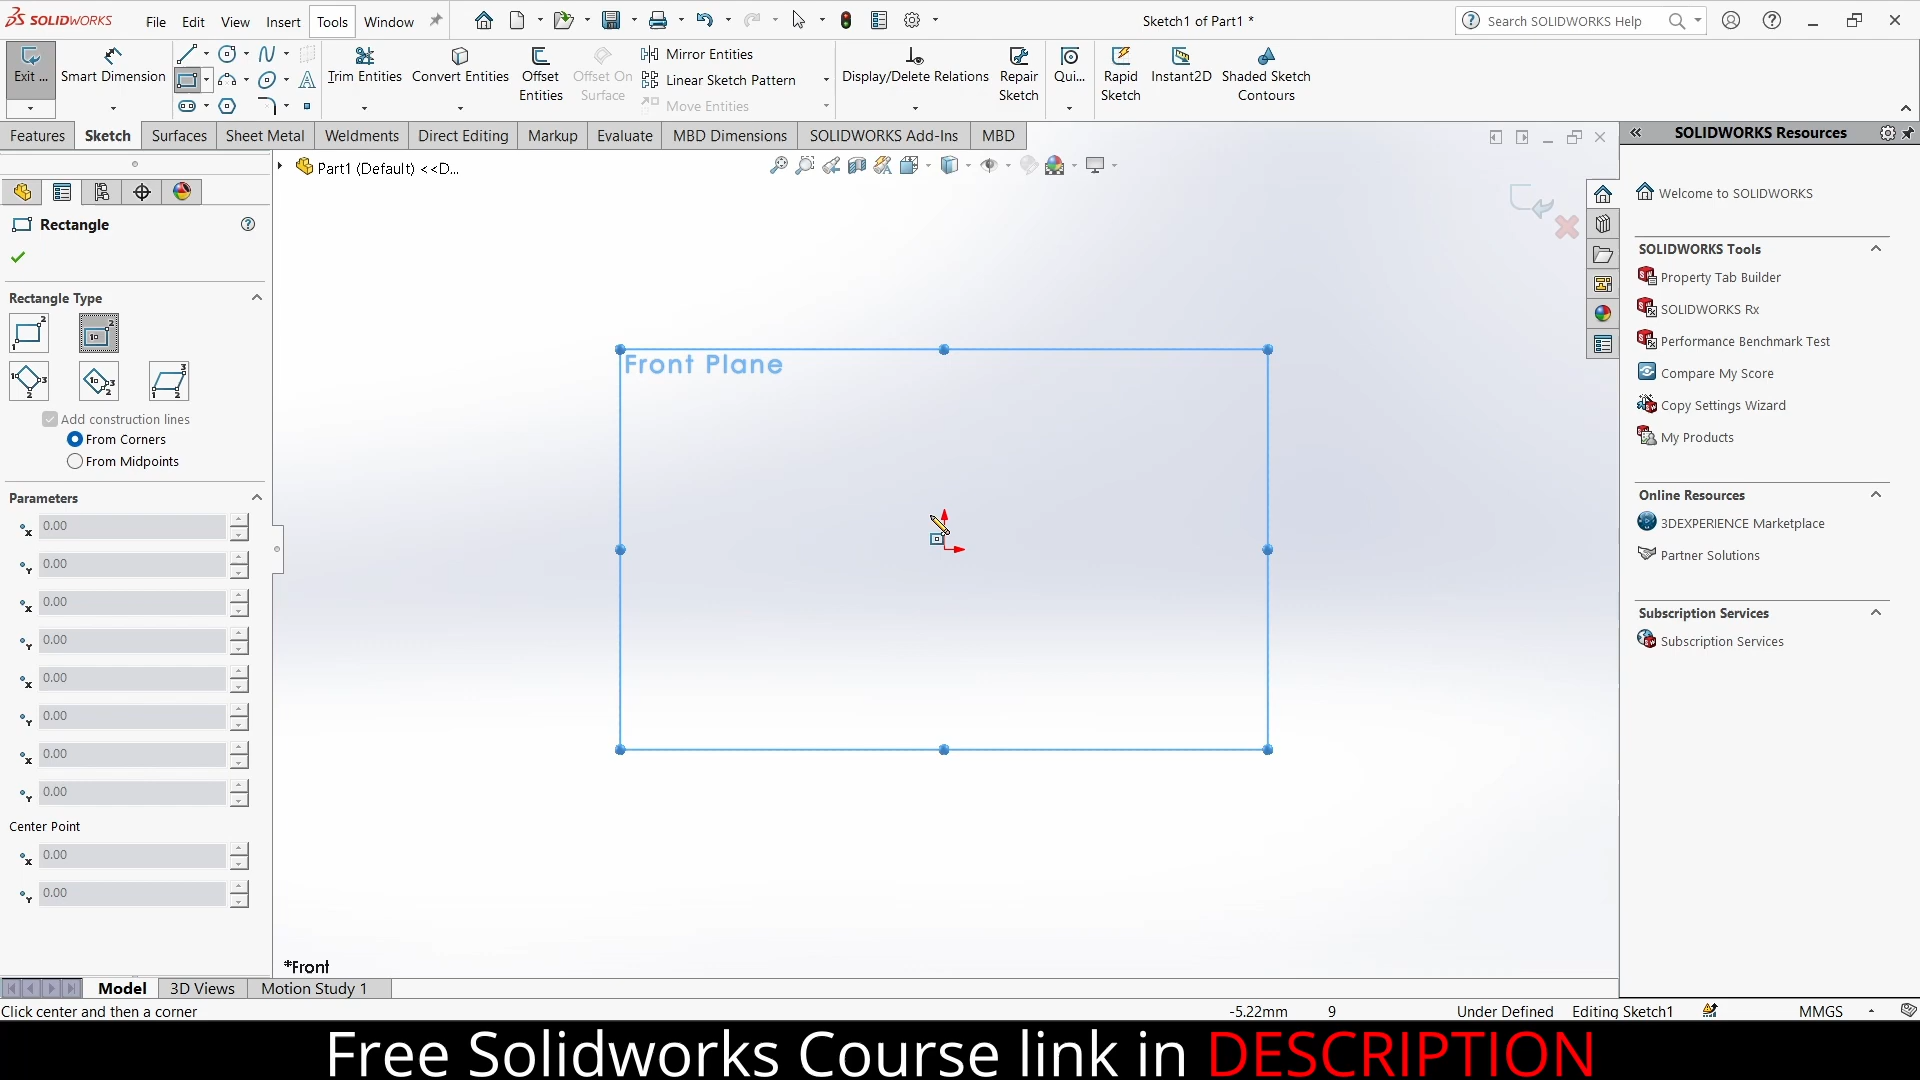 SOLIDWORKS
File Edit View Insert Tools Window
Sketch1 of Part1 *
Search SOLIDWORKS Help
Exit ...
Smart Dimension
Trim Entities
Convert Entities
Offset Entities
Offset On Surface
Mirror Entities
Linear Sketch Pattern
Move Entities
Display/Delete Relations
Repair Sketch
Qui...
Rapid Sketch
Instant2D
Shaded Sketch Contours
Features Sketch Surfaces Sheet Metal Weldments Direct Editing Markup Evaluate MBD Dimensions SOLIDWORKS Add-Ins MBD
Part1 (Default) <<D...
Rectangle
Rectangle Type
Add construction lines
From Corners
From Midpoints
Parameters
0.00
0.00
0.00
0.00
0.00
0.00
0.00
0.00
Center Point
0.00
0.00
Front Plane
*Front
SOLIDWORKS Resources
Welcome to SOLIDWORKS
SOLIDWORKS Tools
Property Tab Builder
SOLIDWORKS Rx
Performance Benchmark Test
Compare My Score
Copy Settings Wizard
My Products
Online Resources
3DEXPERIENCE Marketplace
Partner Solutions
Subscription Services
Subscription Services
Model 3D Views Motion Study 1
Click center and then a corner
-5.22mm 9 Under Defined Editing Sketch1 MMGS
Free Solidworks Course link in DESCRIPTION